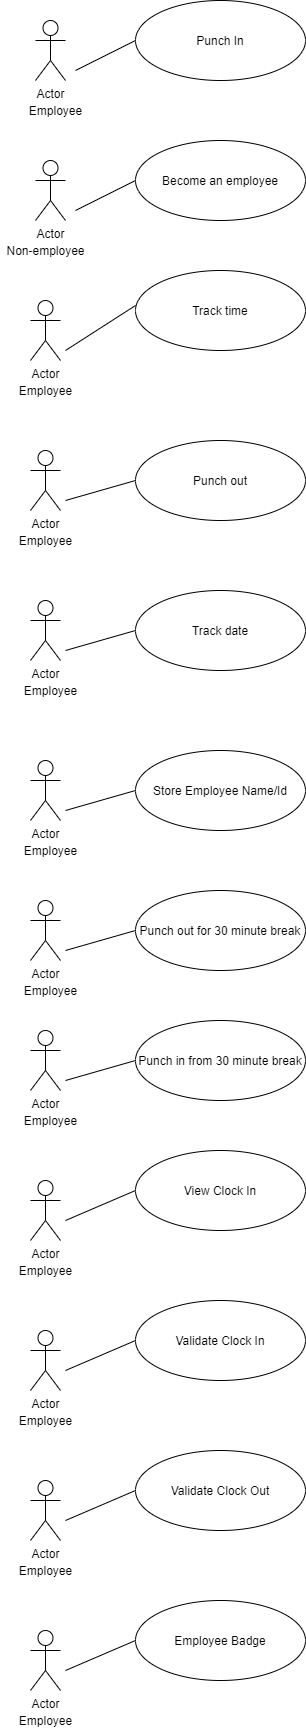 Punch In
Actor
Employee
Become an employee
Actor
Non-employee
Track time
Actor
Employee
Punch out
Actor
Employee
Track date
Actor
Employee
Store Employee Name/Id
Actor
Employee
Punch out for 30 minute break
Actor
Employee
Punch in from 30 minute break
Actor
Employee
View Clock In
Actor
Employee
Validate Clock In
Actor
Employee
Validate Clock Out
Actor
Employee
Employee Badge
Actor
Employee